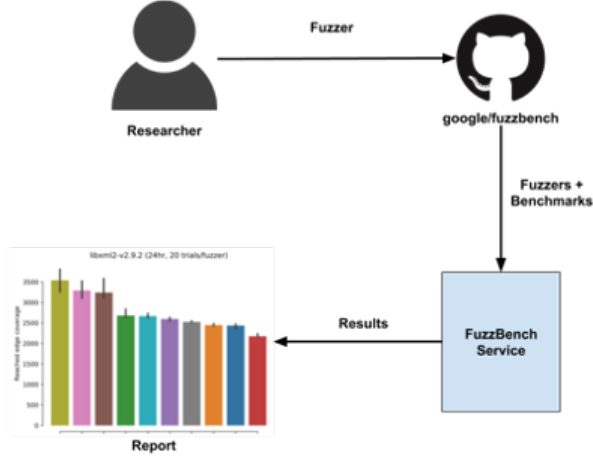 Fuzzer
Researcher
google/fuzzbench
Fuzzers +
Benchmarks
libxml2-v2.9.2 (24hr, 20 trials/fuzzer)
Reached edge coverage
3500
3000
2500
2000
1500
1000
500
0
Results
FuzzBench
Service
Report